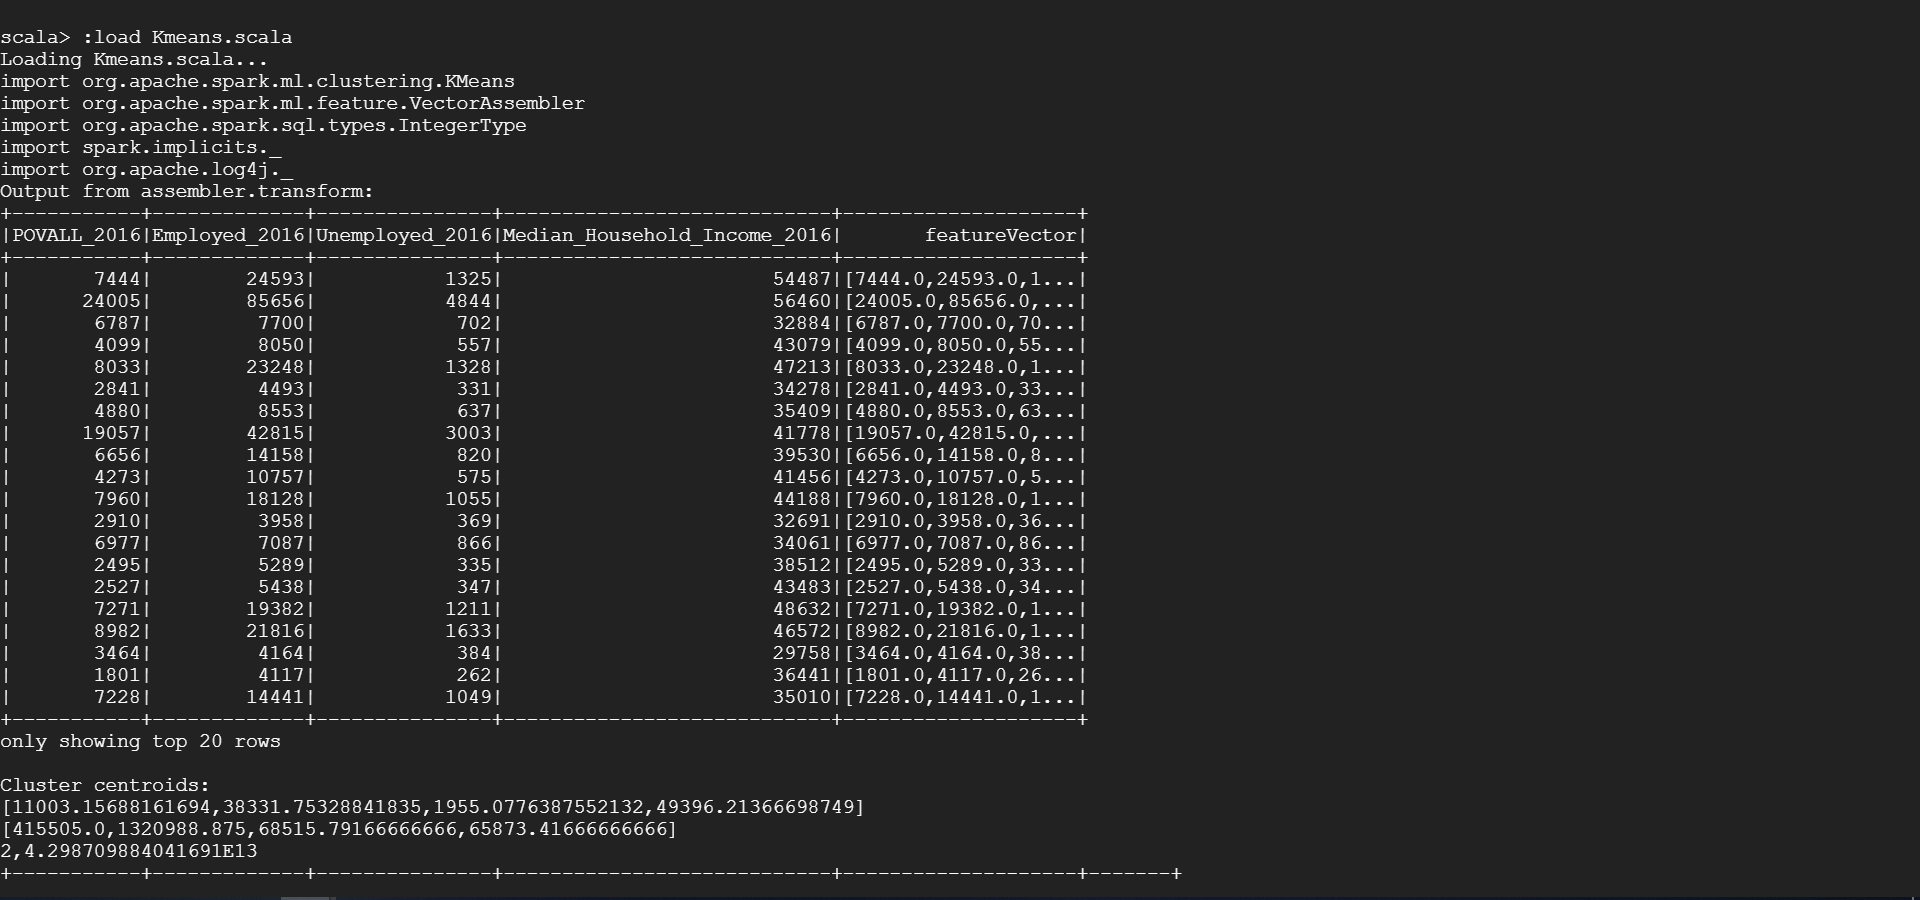 scala> :load Kmeans.scala
Loading Kmeans.scala...
import org.apache.spark.ml.clustering.KMeans
import org.apache.spark.ml.feature.VectorAssembler
import org.apache.spark.sql.types.IntegerType
import spark.implicits._
import org.apache.log4j._
Output from assembler.transform:
+-----------+-------------+---------------+----------------------------+--------------------+
|POVALL_2016|Employed_2016|Unemployed_2016|Median_Household_Income_2016|       featureVector|
+-----------+-------------+---------------+----------------------------+--------------------+
|       7444|        24593|           1325|                       54487|[7444.0,24593.0,1...|
|      24005|        85656|           4844|                       56460|[24005.0,85656.0,...|
|       6787|         7700|            702|                       32884|[6787.0,7700.0,70...|
|       4099|         8050|            557|                       43079|[4099.0,8050.0,55...|
|       8033|        23248|           1328|                       47213|[8033.0,23248.0,1...|
|       2841|         4493|            331|                       34278|[2841.0,4493.0,33...|
|       4880|         8553|            637|                       35409|[4880.0,8553.0,63...|
|      19057|        42815|           3003|                       41778|[19057.0,42815.0,...|
|       6656|        14158|            820|                       39530|[6656.0,14158.0,8...|
|       4273|        10757|            575|                       41456|[4273.0,10757.0,5...|
|       7960|        18128|           1055|                       44188|[7960.0,18128.0,1...|
|       2910|         3958|            369|                       32691|[2910.0,3958.0,36...|
|       6977|         7087|            866|                       34061|[6977.0,7087.0,86...|
|       2495|         5289|            335|                       38512|[2495.0,5289.0,33...|
|       2527|         5438|            347|                       43483|[2527.0,5438.0,34...|
|       7271|        19382|           1211|                       48632|[7271.0,19382.0,1...|
|       8982|        21816|           1633|                       46572|[8982.0,21816.0,1...|
|       3464|         4164|            384|                       29758|[3464.0,4164.0,38...|
|       1801|         4117|            262|                       36441|[1801.0,4117.0,26...|
|       7228|        14441|           1049|                       35010|[7228.0,14441.0,1...|
+-----------+-------------+---------------+----------------------------+--------------------+
only showing top 20 rows
Cluster centroids:
[11003.15688161694,38331.75328841835,1955.0776387552132,49396.21366698749]
[415505.0,1320988.875,68515.79166666666,65873.41666666666]
2,4.298709884041691E13
+-----------+-------------+---------------+----------------------------+--------------------+-------+